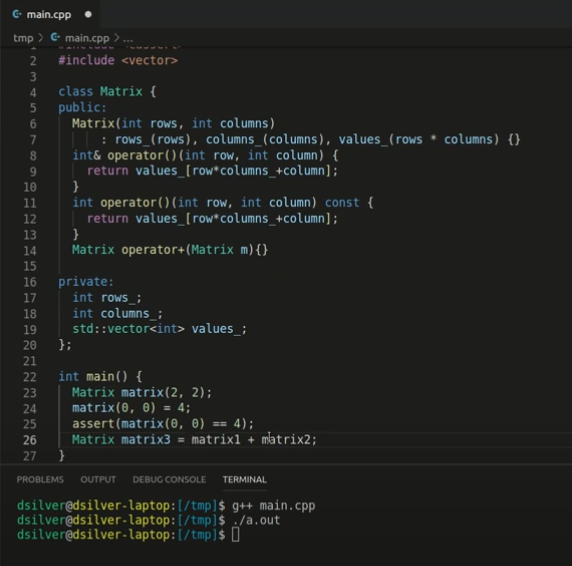 main.cpp ●
tmp > main.cpp > ...
1 #include <cassert>
2 #include <vector>
3
4 class Matrix {
5 public:
6 Matrix(int rows, int columns)
7 : rows_(rows), columns_(columns), values_(rows * columns) {}
8 int& operator()(int row, int column) {
9 return values_[row*columns_+column];
10 }
11 int operator()(int row, int column) const {
12 return values_[row*columns_+column];
13 }
14 Matrix operator+(Matrix m){}
15
16 private:
17 int rows_;
18 int columns_;
19 std::vector<int> values_;
20 };
21
22 int main() {
23 Matrix matrix(2, 2);
24 matrix(0, 0) = 4;
25 assert(matrix(0, 0) == 4);
26 Matrix matrix3 = matrix1 + matrix2;
27 }
PROBLEMS OUTPUT DEBUG CONSOLE TERMINAL
dsilver@dsilver-laptop:[/tmp]$ g++ main.cpp
dsilver@dsilver-laptop:[/tmp]$ ./a.out
dsilver@dsilver-laptop:[/tmp]$